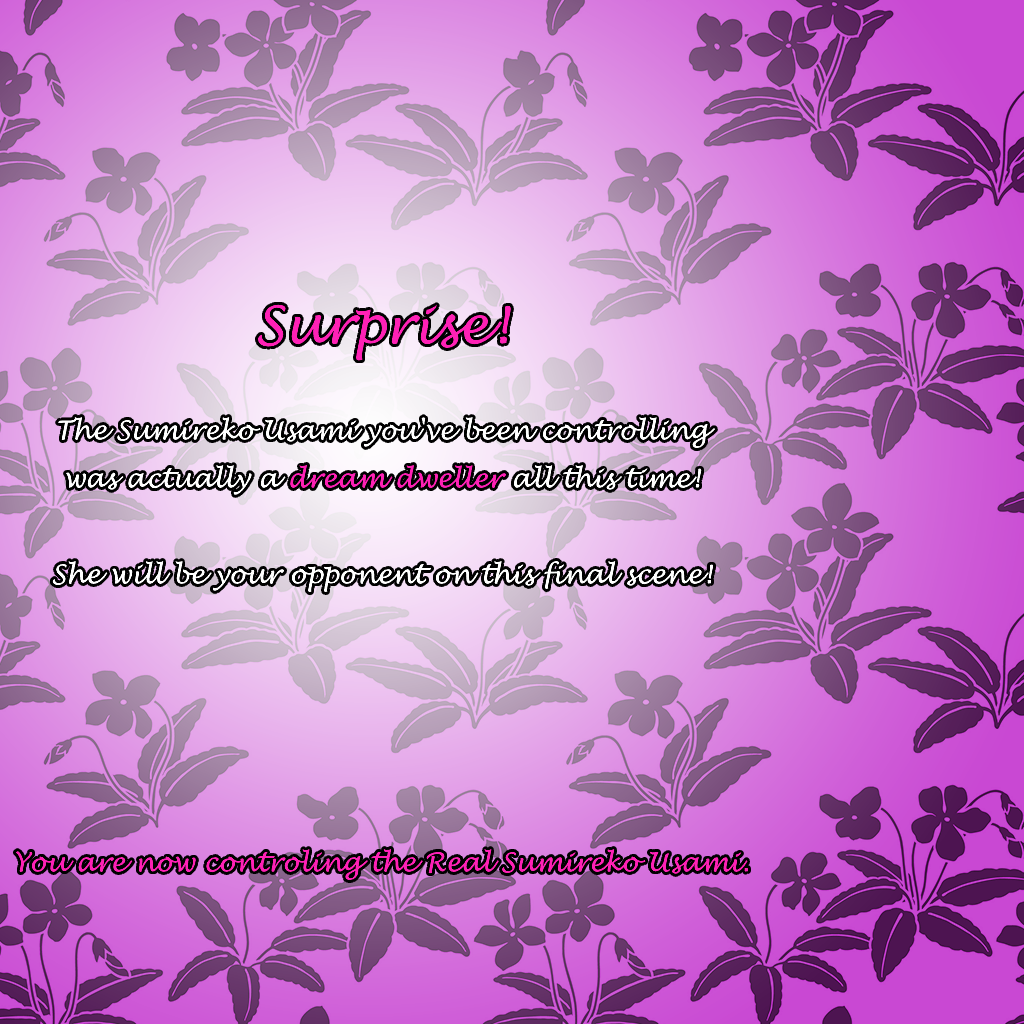 Surprise!
The Sumireko Usami you've been controlling
was actually a dream dweller all this time!
She will be your opponent on this final scene!
You are now controling the Real Sumireko Usami.